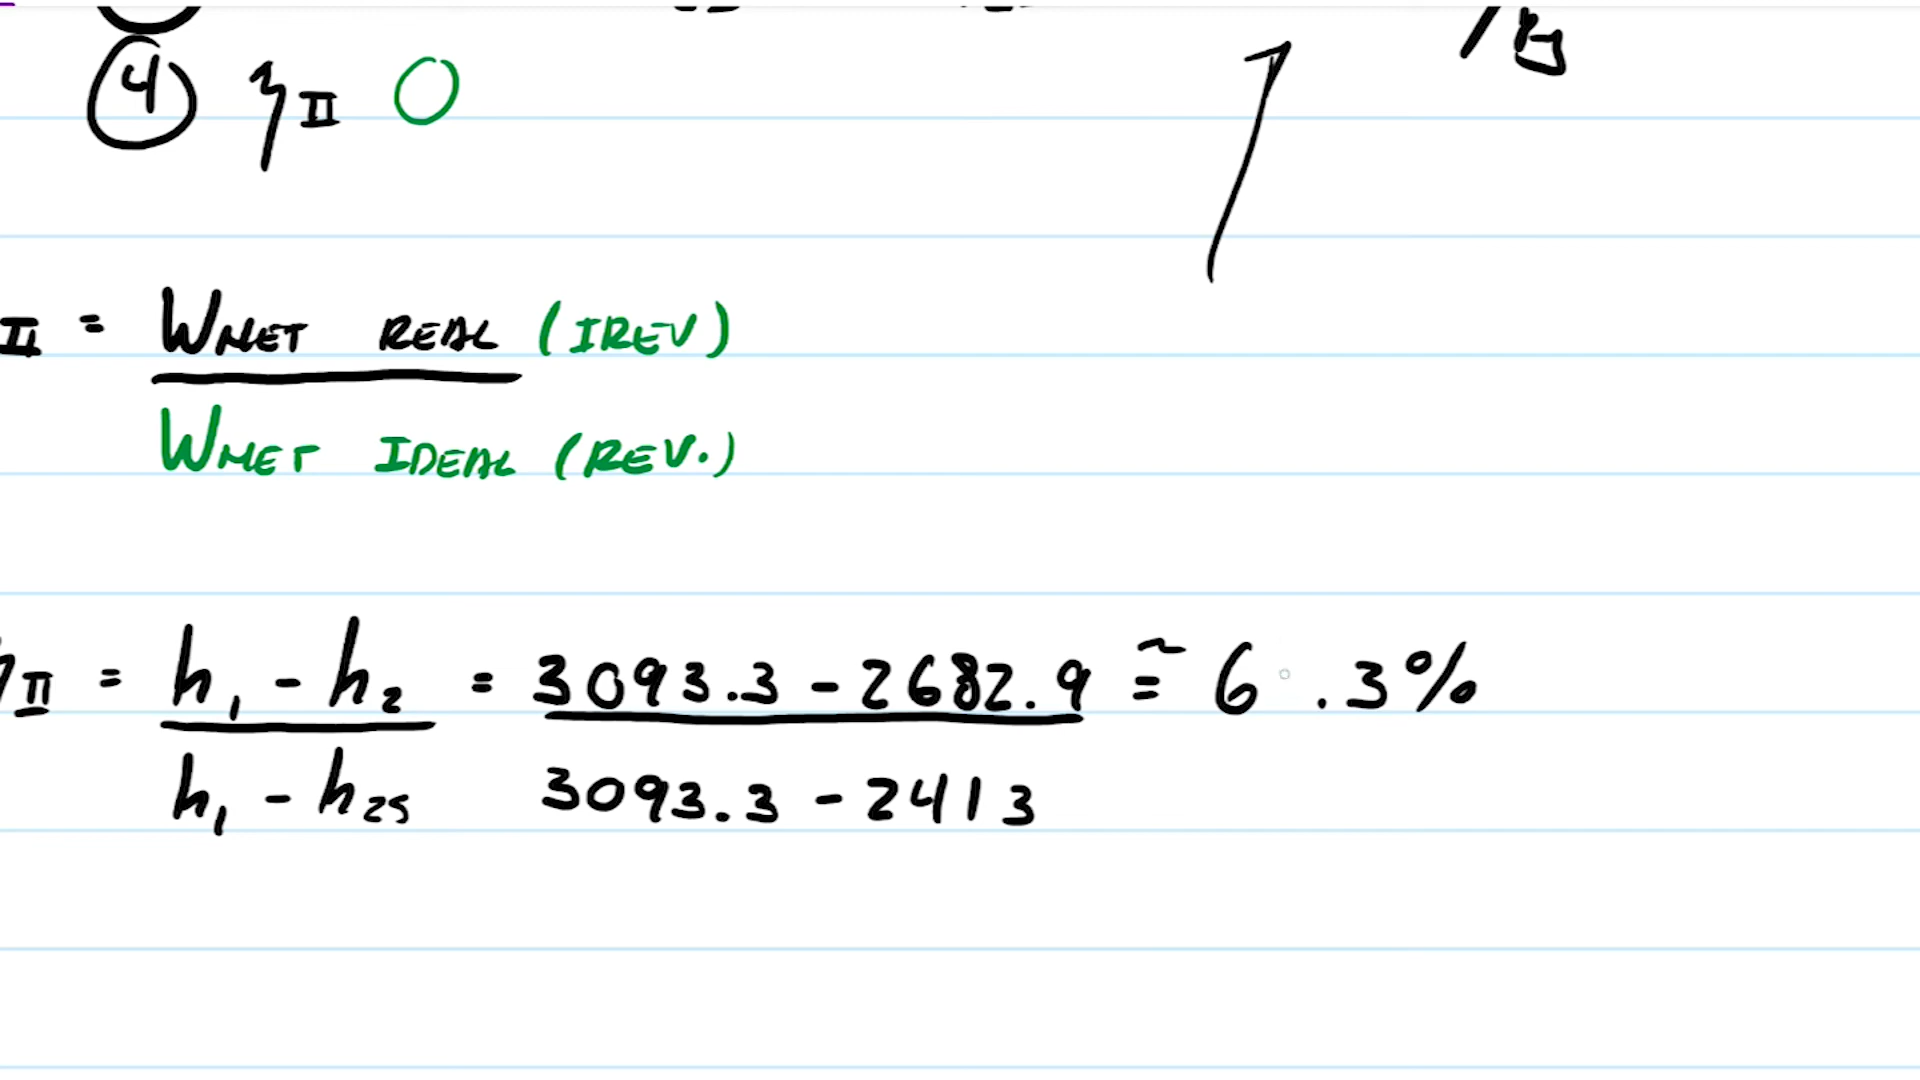 /kg
④ ηII O
II = WNET REAL (IREV)
WNET IDEAL (REV.)
ηII = h1 - h2 = 3093.3 - 2682.9 ≅ 6 .3%
h1 - h2s 3093.3 - 2413